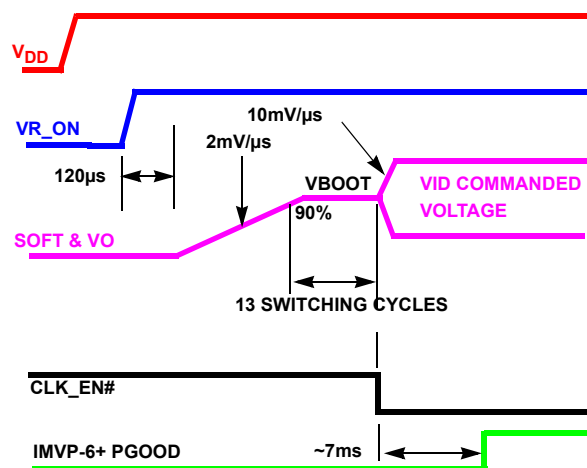 VDD
VR_ON
10mV/µs
2mV/µs
120µs
VBOOT
VID COMMANDED
VOLTAGE
90%
SOFT & VO
13 SWITCHING CYCLES
CLK_EN#
IMVP-6+ PGOOD
~7ms